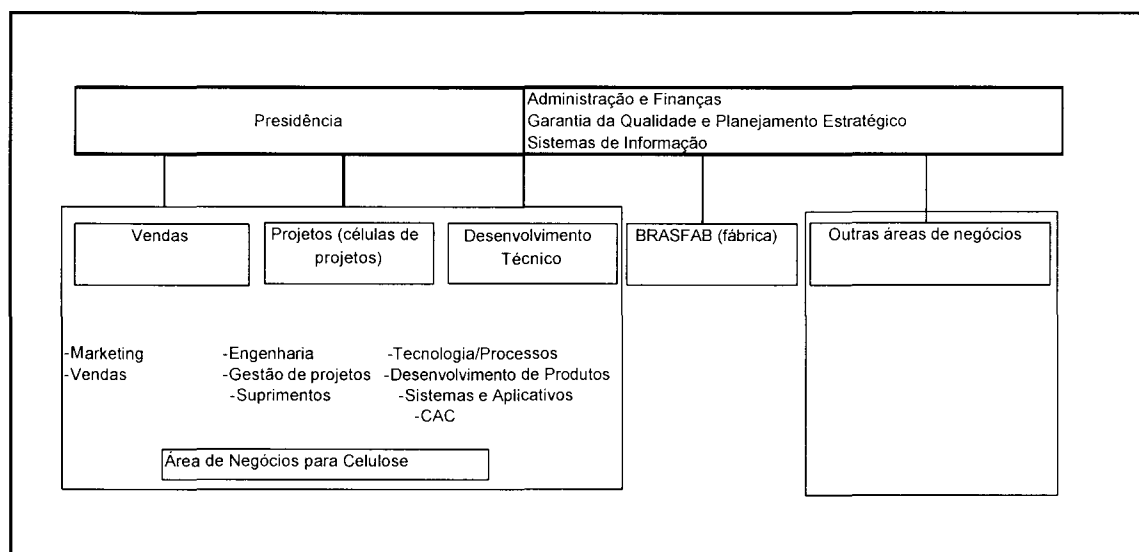 Presidência
Administração e Finanças
Garantia da Qualidade e Planejamento Estratégico
Sistemas de Informação
Vendas
Projetos (células de
projetos)
Desenvolvimento
Técnico
BRASFAB (fábrica)
Outras áreas de negócios
-Marketing
-Vendas
-Engenharia
-Gestão de projetos
-Suprimentos
-Tecnologia/Processos
-Desenvolvimento de Produtos
-Sistemas e Aplicativos
-CAC
Área de Negócios para Celulose